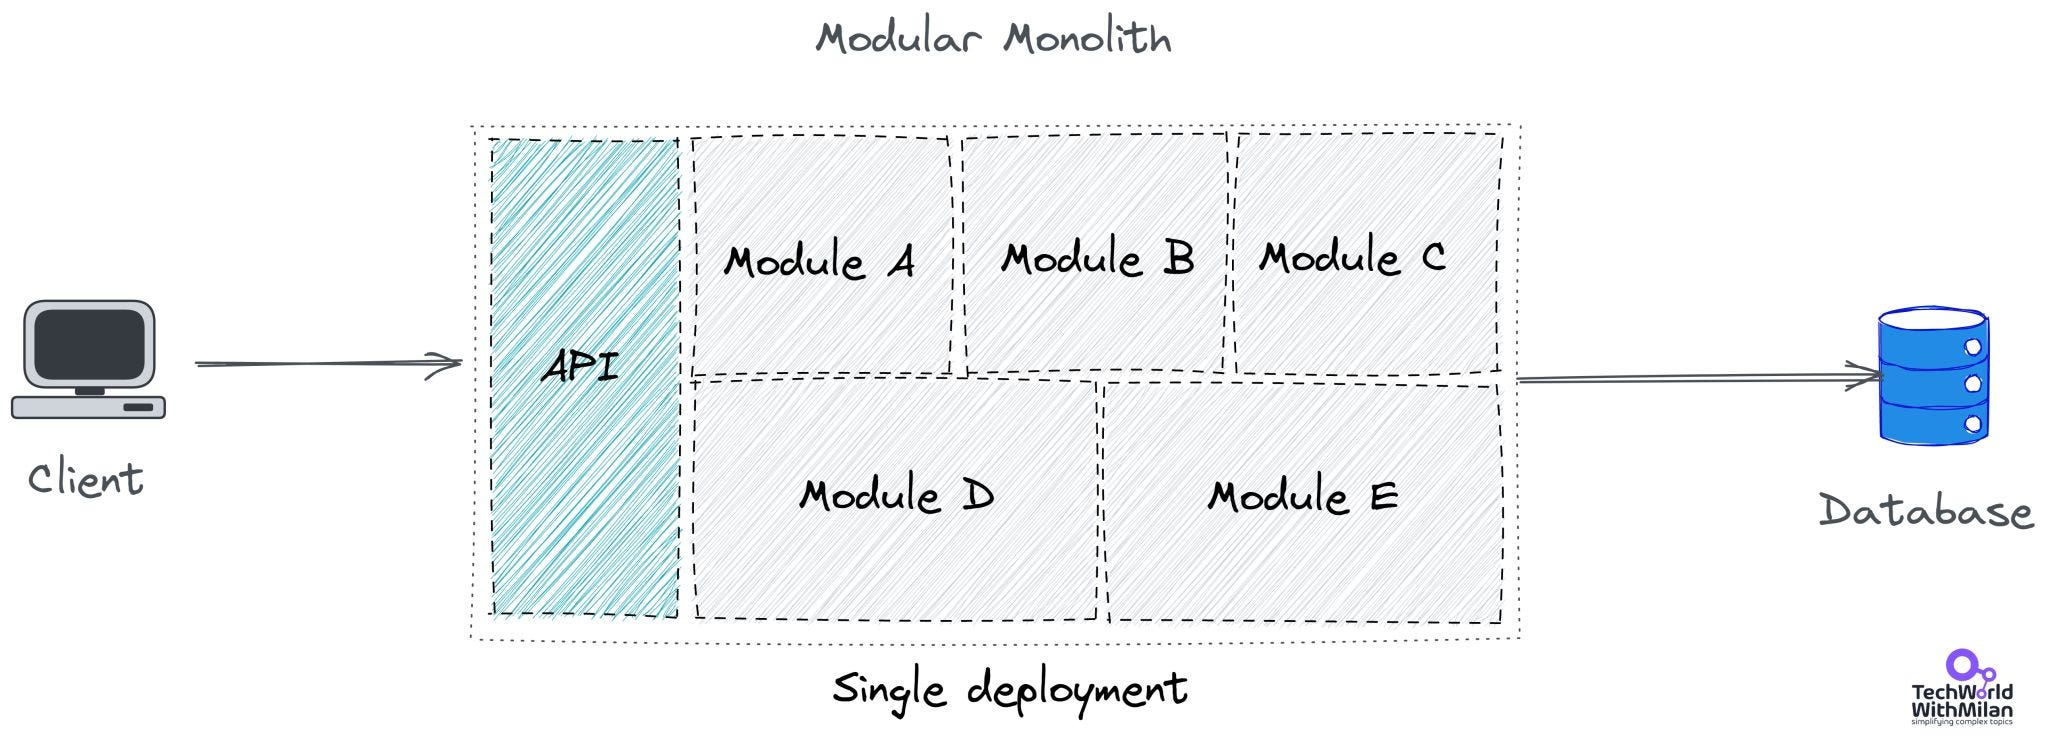 Modular Monolith
Module A
Module B
Module C
API
Module D
Module E
Client
Database
Single deployment
TechWorld
WithMilan
simplifying complex topics